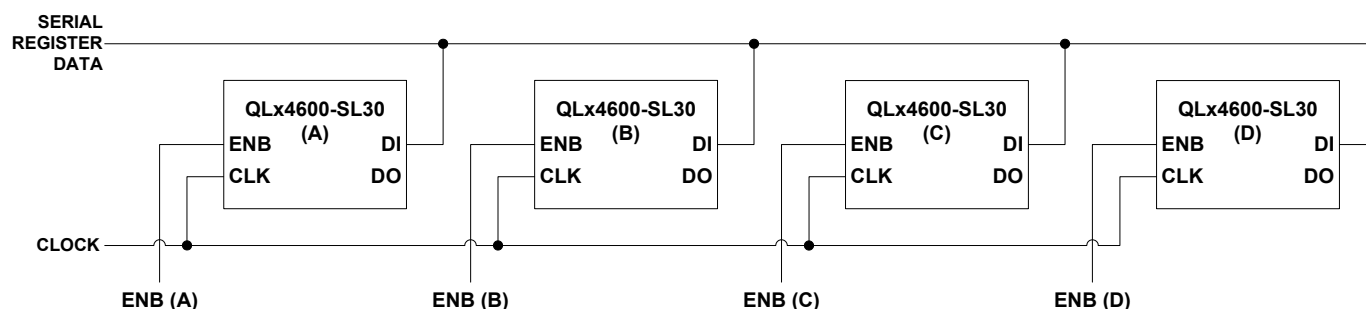 SERIAL
REGISTER
DATA
QLx4600-SL30
(A)
ENB DI
CLK DO
QLx4600-SL30
(B)
ENB DI
CLK DO
QLx4600-SL30
(C)
ENB DI
CLK DO
QLx4600-SL30
(D)
ENB DI
CLK DO
CLOCK
ENB (A)
ENB (B)
ENB (C)
ENB (D)